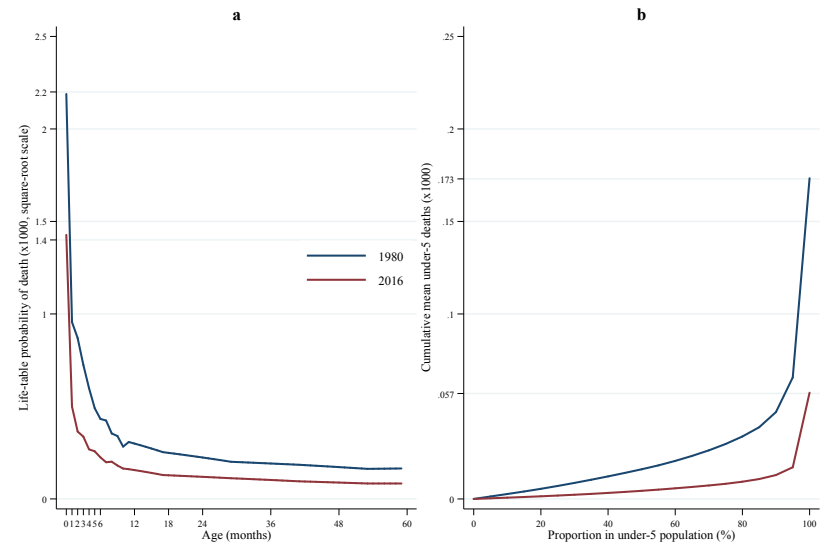 a
b
Life-table probability of death (x1000, square-root scale)
2.5
2.2
2
1.5
1.4
1
0
0 1 2 3 4 5 6 12 18 24 36 48 60
Age (months)
1980
2016
Cumulative mean under-5 deaths (x1000)
.25
.2
.173
.15
.1
.057
0
0 20 40 60 80 100
Proportion in under-5 population (%)